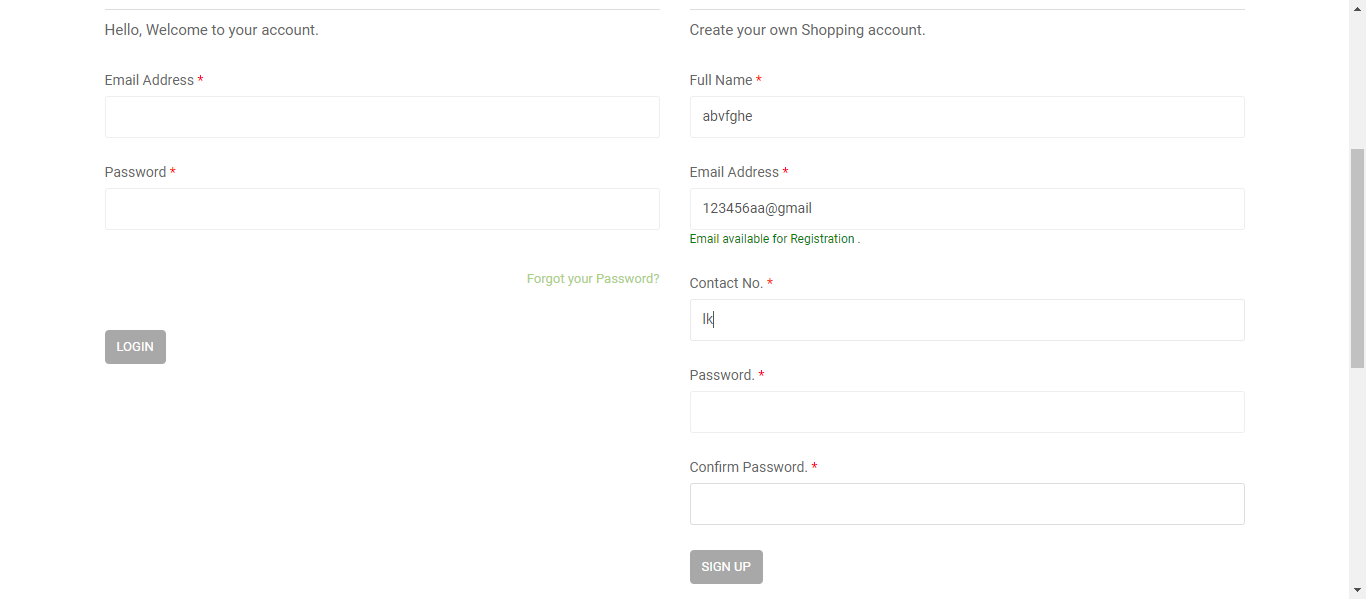 Hello, Welcome to your account.
Email Address *
Password *
Forgot your Password?
LOGIN
Create your own Shopping account.
Full Name *
abvfghe
Email Address *
123456aa@gmail
Email available for Registration .
Contact No. *
lk
Password. *
Confirm Password. *
SIGN UP